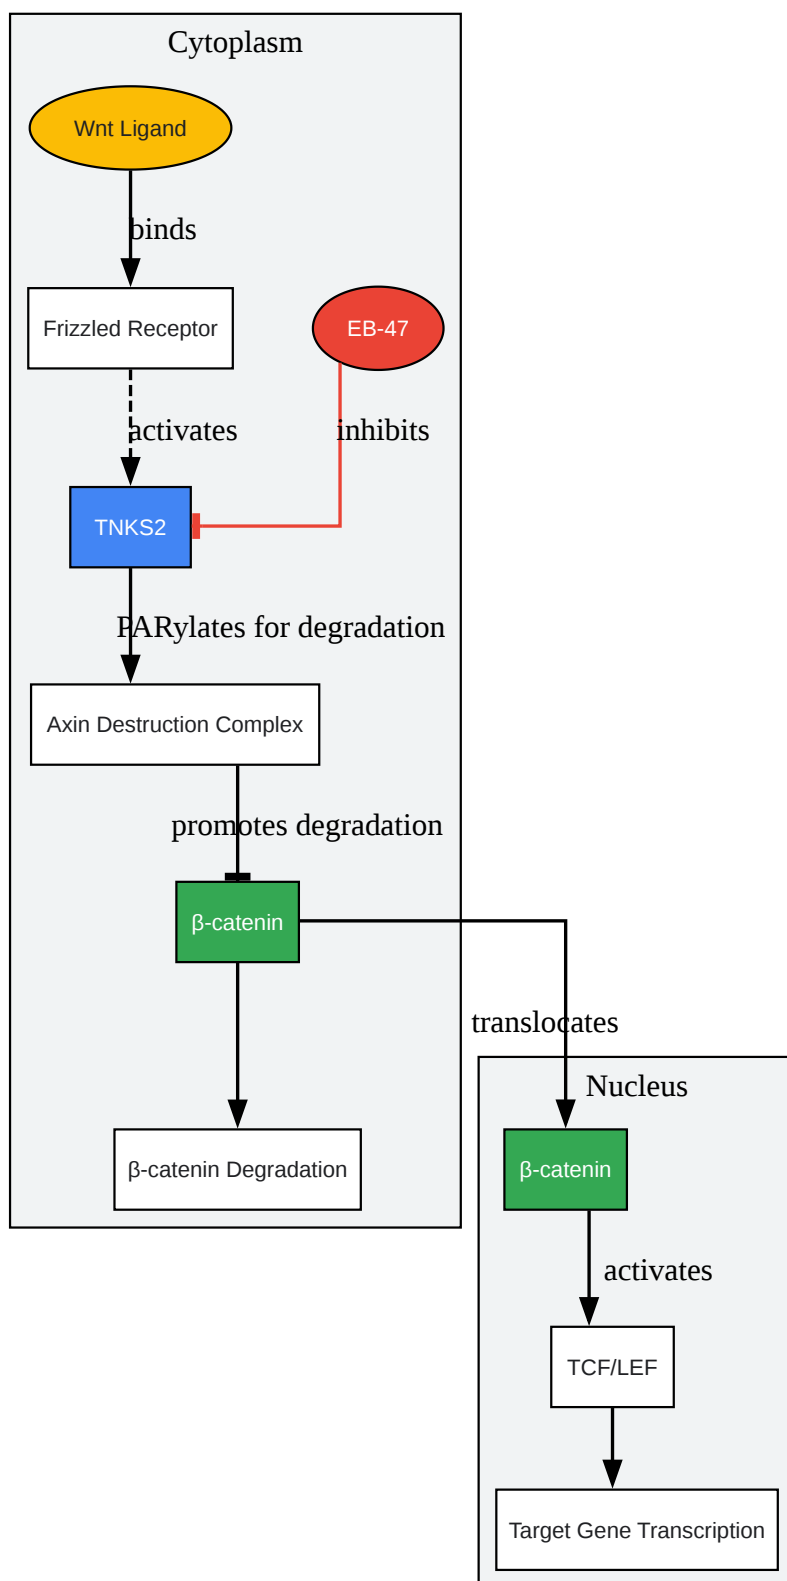 Cytoplasm
Wnt Ligand
binds
Frizzled Receptor
EB-47
activates
inhibits
TNKS2
PARylates for degradation
Axin Destruction Complex
promotes degradation
β-catenin
translocates
Nucleus
β-catenin Degradation
β-catenin
activates
TCF/LEF
Target Gene Transcription